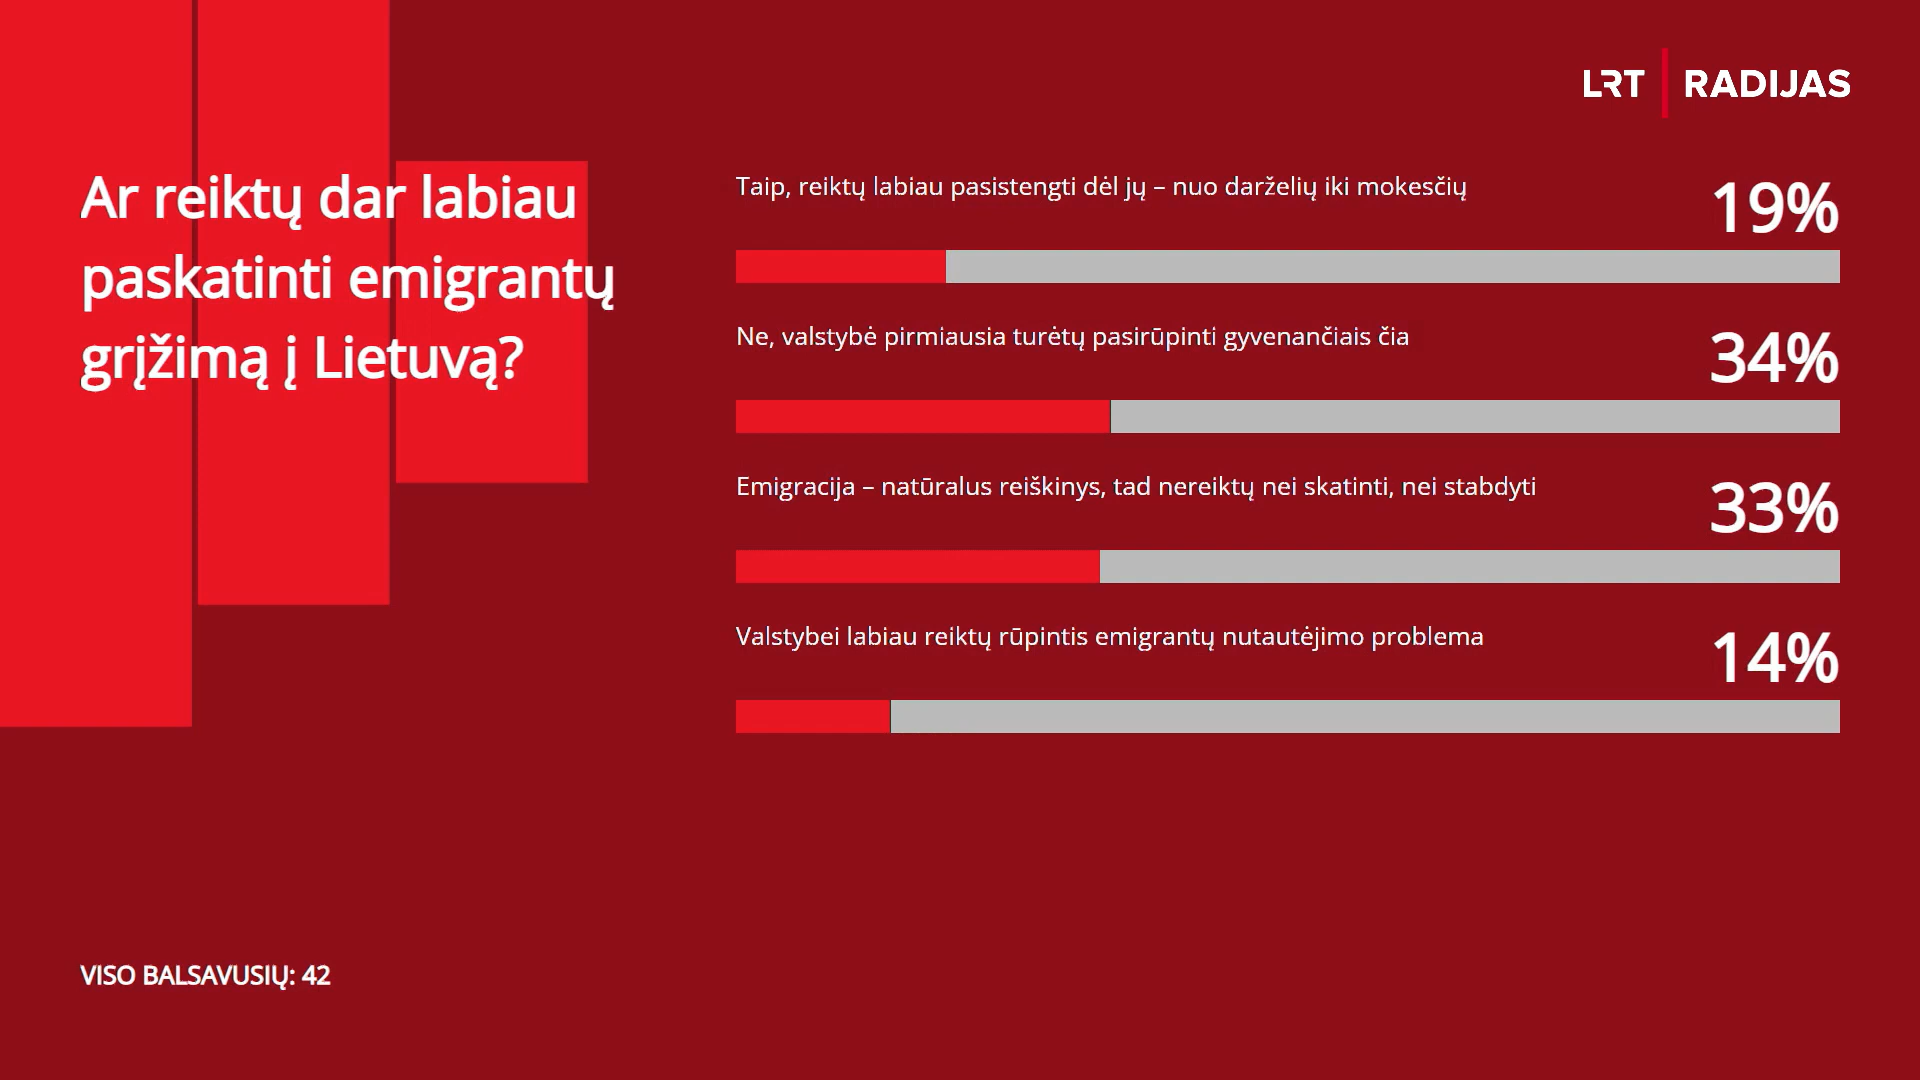 LRT | RADIJAS
Ar reiktų dar labiau
paskatinti emigrantų
grįžimą į Lietuvą?
Taip, reiktų labiau pasistengti dėl jų – nuo darželių iki mokesčių
19%
Ne, valstybė pirmiausia turėtų pasirūpinti gyvenančiais čia
34%
Emigracija – natūralus reiškinys, tad nereiktų nei skatinti, nei stabdyti
33%
Valstybei labiau reiktų rūpintis emigrantų nutautėjimo problema
14%
VISO BALSAVUSIŲ: 42